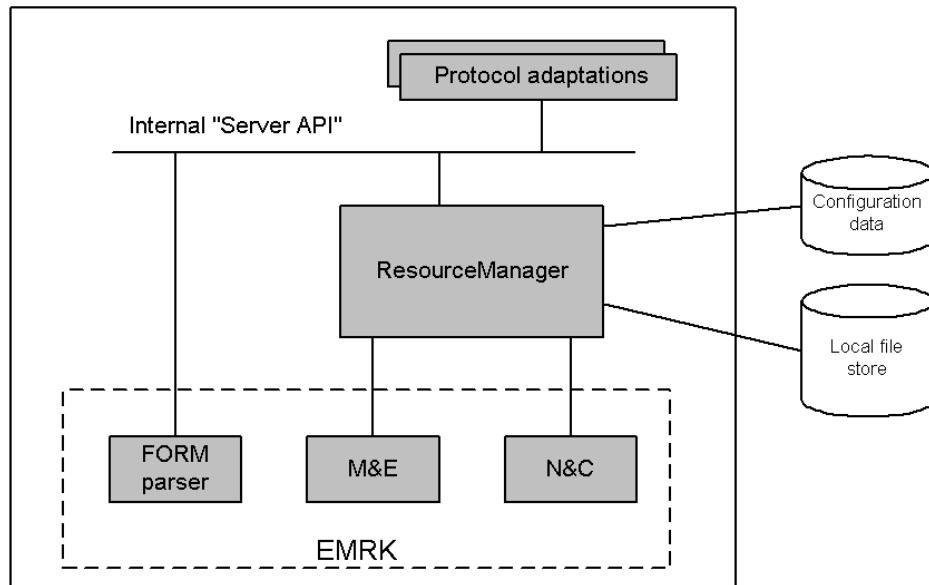 Protocol adaptations
Internal "Server API"
Configuration
data
ResourceManager
Local file
store
FORM
parser
M&E
N&C
EMRK